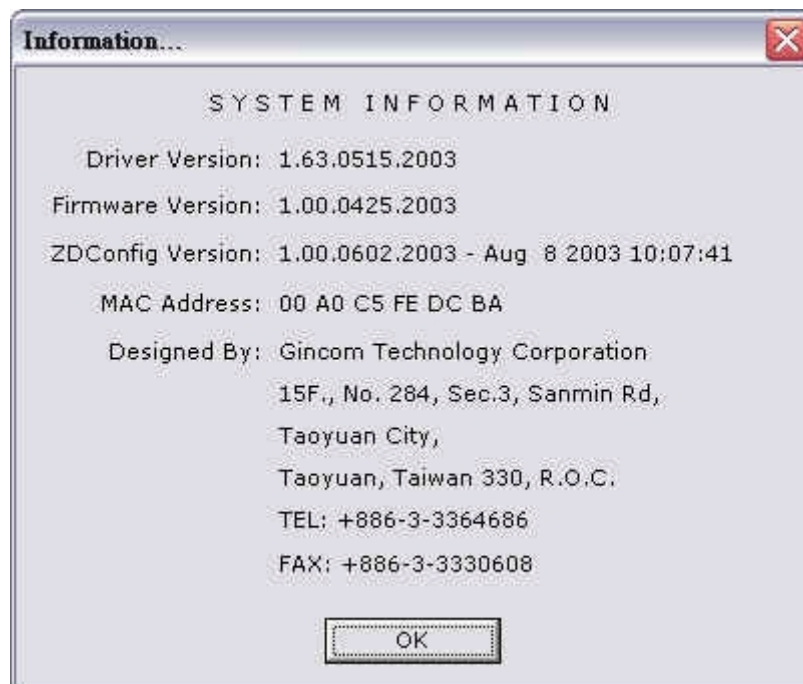 Information...
SYSTEM INFORMATION
Driver Version: 1.63.0515.2003
Firmware Version: 1.00.0425.2003
ZDConfig Version: 1.00.0602.2003 - Aug  8 2003 10:07:41
MAC Address: 00 A0 C5 FE DC BA
Designed By: Gincom Technology Corporation
15F., No. 284, Sec.3, Sanmin Rd,
Taoyuan City,
Taoyuan, Taiwan 330, R.O.C.
TEL: +886-3-3364686
FAX: +886-3-3330608
OK